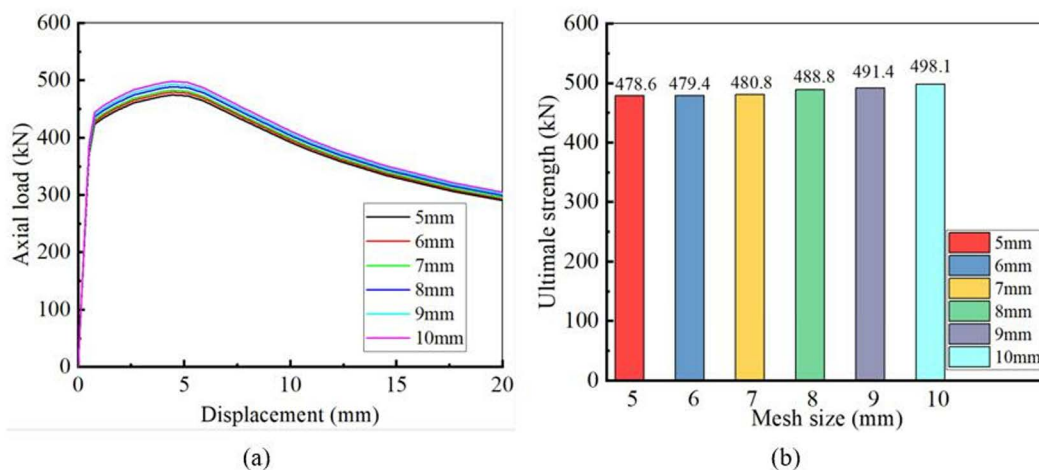 600
500
400
300
200
100
0
Axial load (kN)
5mm
6mm
7mm
8mm
9mm
10mm
0 5 10 15 20
Displacement (mm)
(a)
600
500
400
300
200
100
0
Ultimale strength (kN)
478.6 479.4 480.8 488.8 491.4 498.1
5mm
6mm
7mm
8mm
9mm
10mm
5 6 7 8 9 10
Mesh size (mm)
(b)